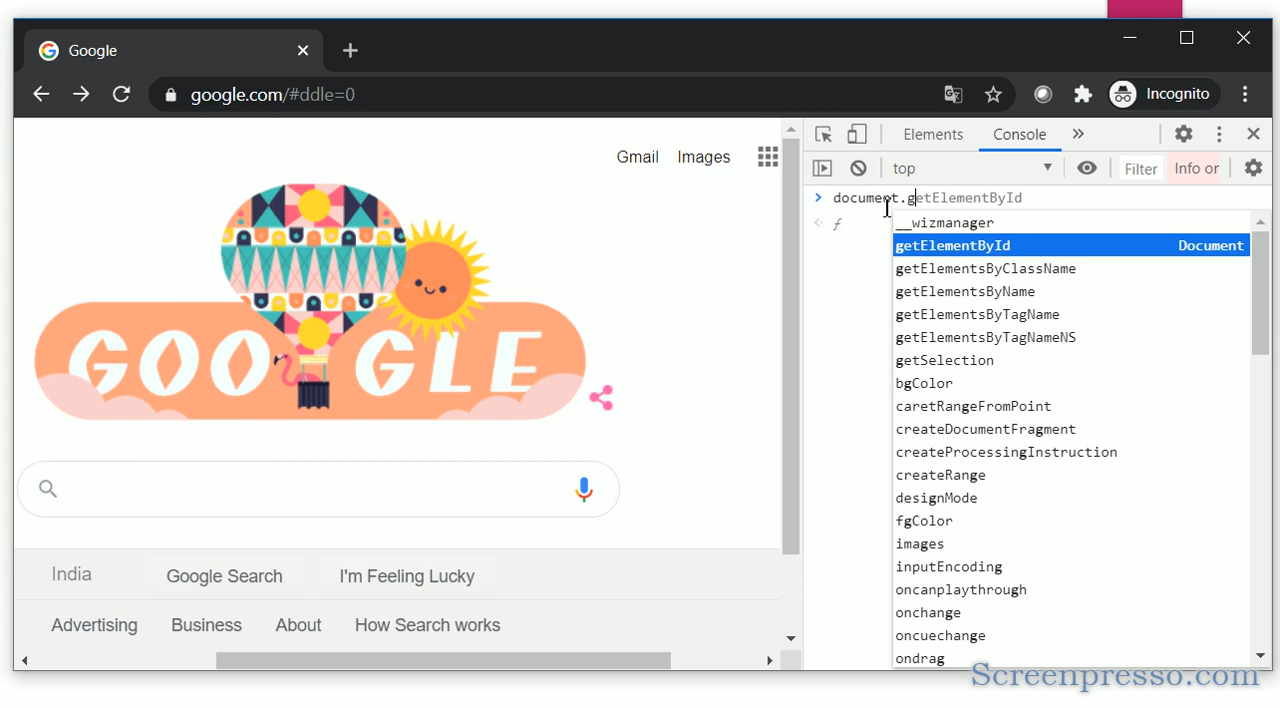 Google
google.com/#ddle=0
Incognito
Gmail Images
GOOGLE
India
Google Search I'm Feeling Lucky
Advertising Business About How Search works
Elements Console »
top Filter Info or
document.getElementById
f
__wizmanager
getElementById Document
getElementsByClassName
getElementsByName
getElementsByTagName
getElementsByTagNameNS
getSelection
bgColor
caretRangeFromPoint
createDocumentFragment
createProcessingInstruction
createRange
designMode
fgColor
images
inputEncoding
oncanplaythrough
onchange
oncuechange
ondrag
Screenpresso.com